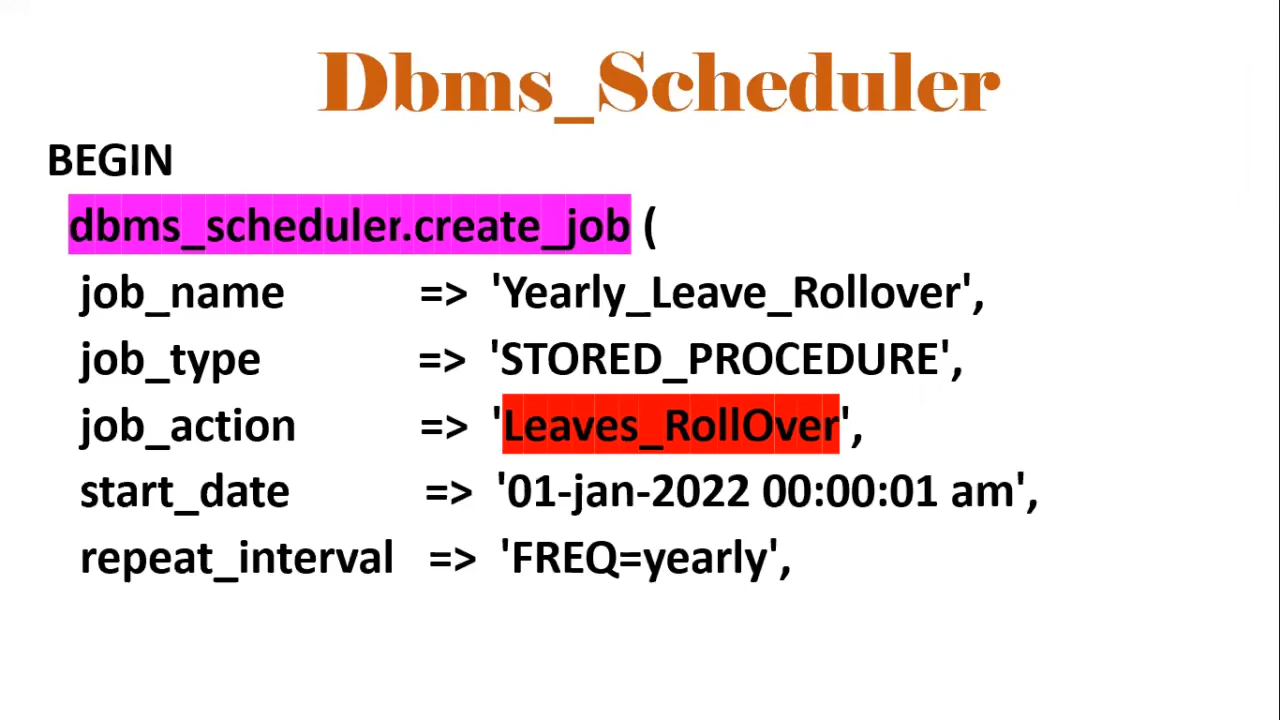 Dbms_Scheduler
BEGIN
dbms_scheduler.create_job (
job_name => 'Yearly_Leave_Rollover',
job_type => 'STORED_PROCEDURE',
job_action => 'Leaves_RollOver',
start_date => '01-jan-2022 00:00:01 am',
repeat_interval => 'FREQ=yearly',